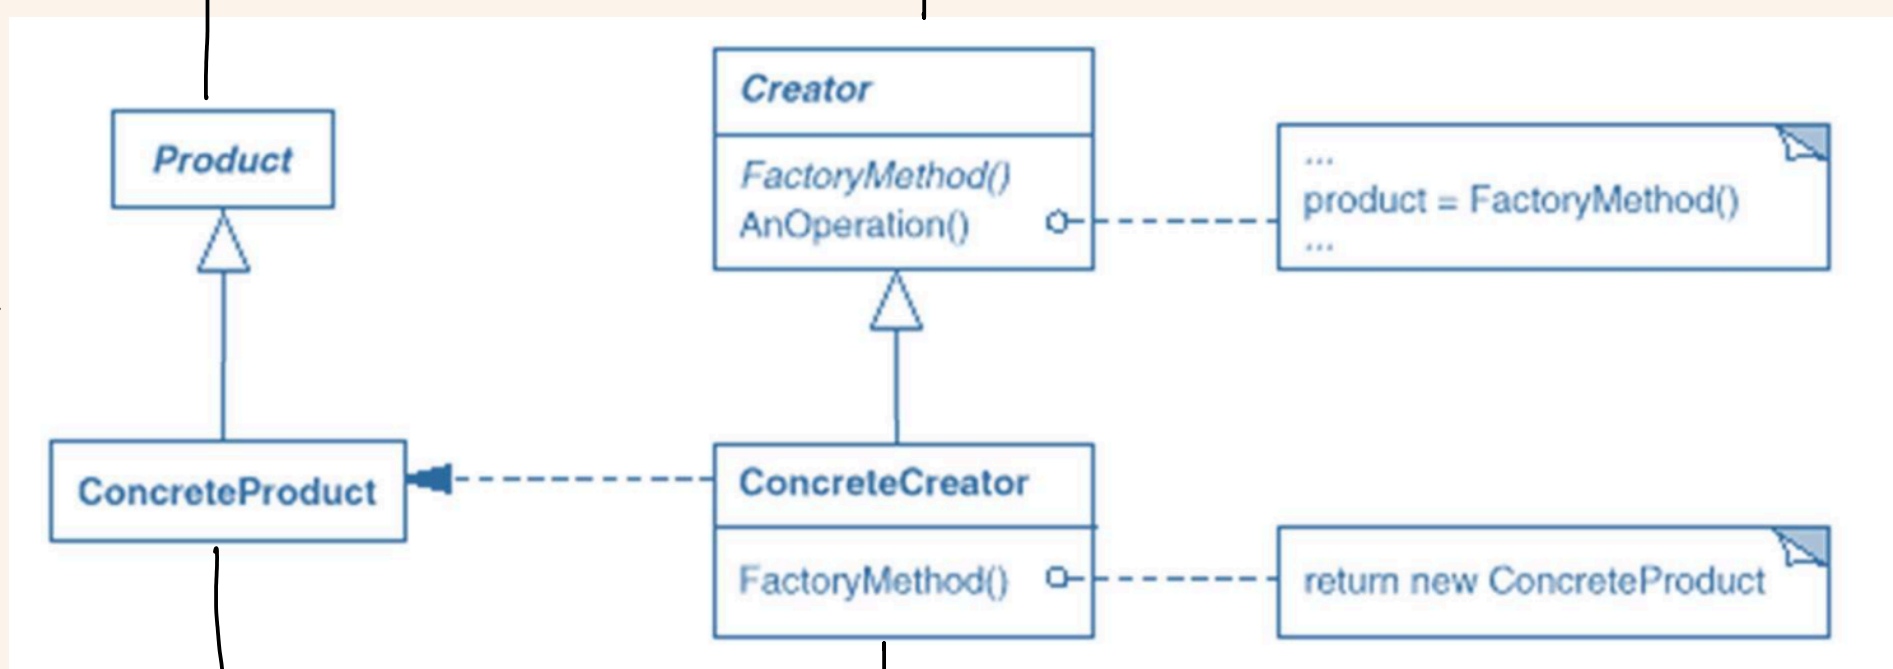 Product
Creator
FactoryMethod()
AnOperation()
...
product = FactoryMethod()
...
ConcreteProduct
ConcreteCreator
FactoryMethod()
return new ConcreteProduct